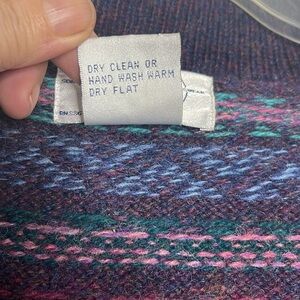 DRY CLEAN OR
HAND WASH WARM
DRY FLAT